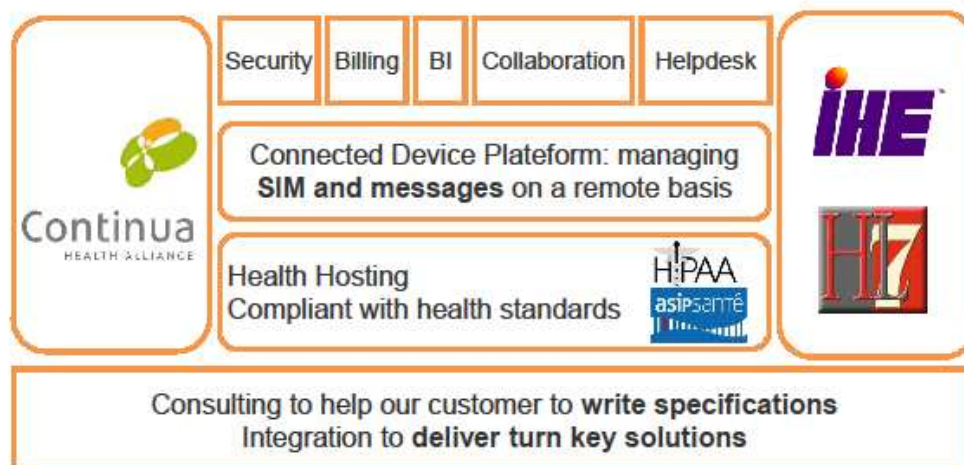 Security
Billing
BI
Collaboration
Helpdesk
Continua
HEALTH ALLIANCE
Connected Device Plateform: managing
SIM and messages on a remote basis
Health Hosting
Compliant with health standards
HIPAA
asipsanté
IHE
HL7
Consulting to help our customer to write specifications
Integration to deliver turn key solutions